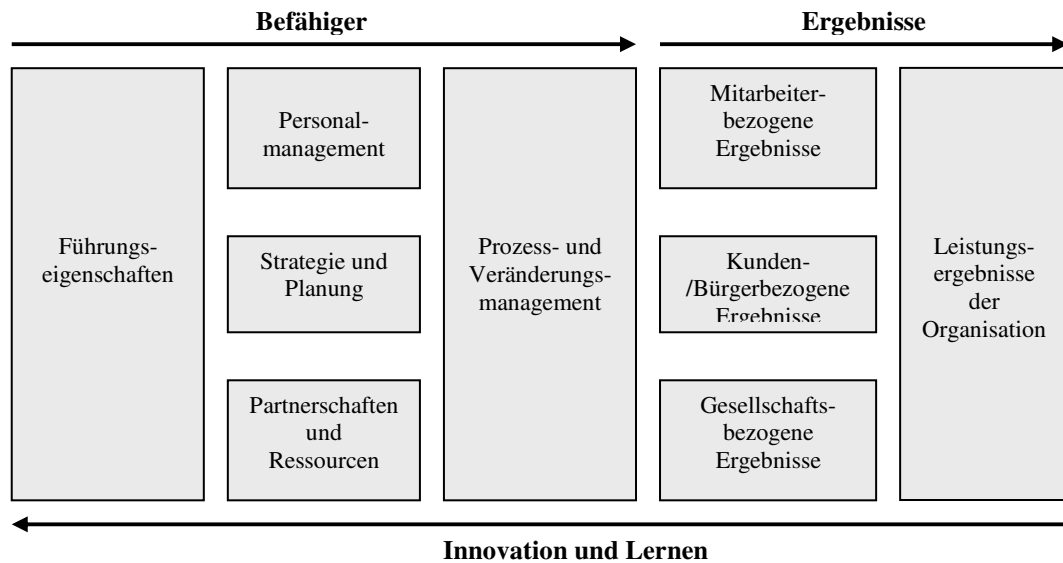 Befähiger
Ergebnisse
Führungs-
eigenschaften
Personal-
management
Strategie und
Planung
Partnerschaften
und
Ressourcen
Prozess- und
Veränderungs-
management
Mitarbeiter-
bezogene
Ergebnisse
Kunden-
/Bürgerbezogene
Ergebnisse
Gesellschafts-
bezogene
Ergebnisse
Leistungs-
ergebnisse
der
Organisation
Innovation und Lernen